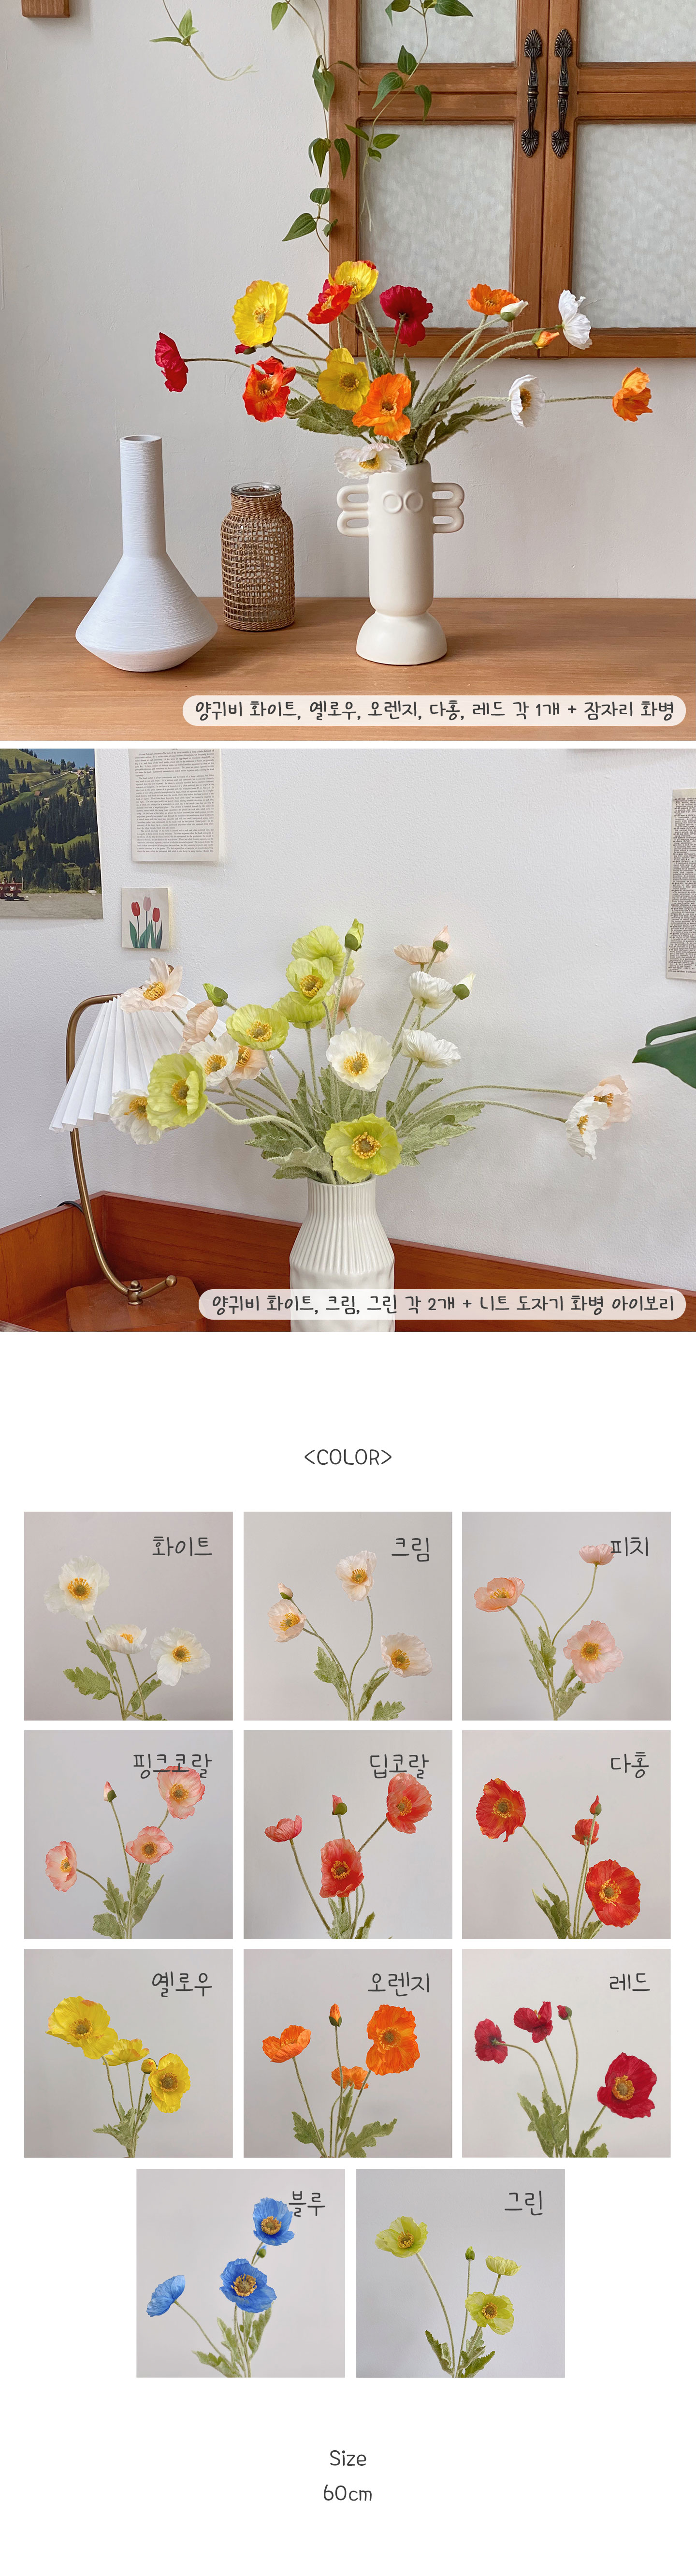 양귀비 화이트, 옐로우, 오렌지, 다홍, 레드 각 1개 + 잠자리 화병
양귀비 화이트, 크림, 그린 각 2개 + 니트 도자기 화병 아이보리
<COLOR>
화이트
크림
피치
핑크코랄
딥코랄
다홍
옐로우
오렌지
레드
블루
그린
Size
60cm